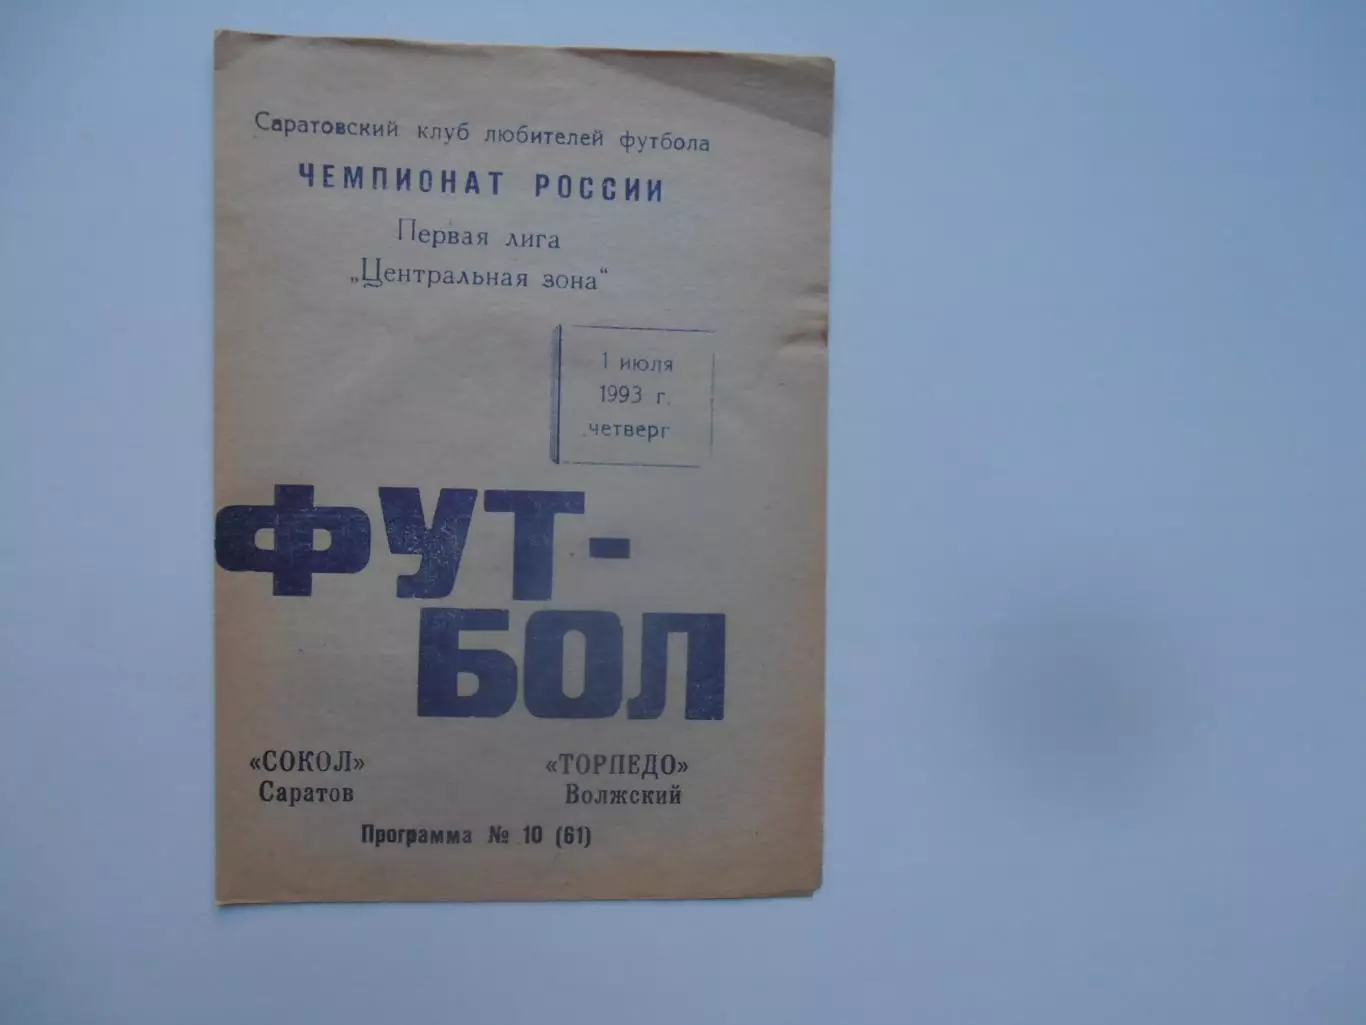 Саратовский клуб любителей футбола
ЧЕМПИОНАТ РОССИИ
Первая лига
„Центральная зона“
1 июля
1993 г.
четверг
ФУТ-
БОЛ
«СОКОЛ» «ТОРПЕДО»
Саратов Волжский
Программа № 10 (61)